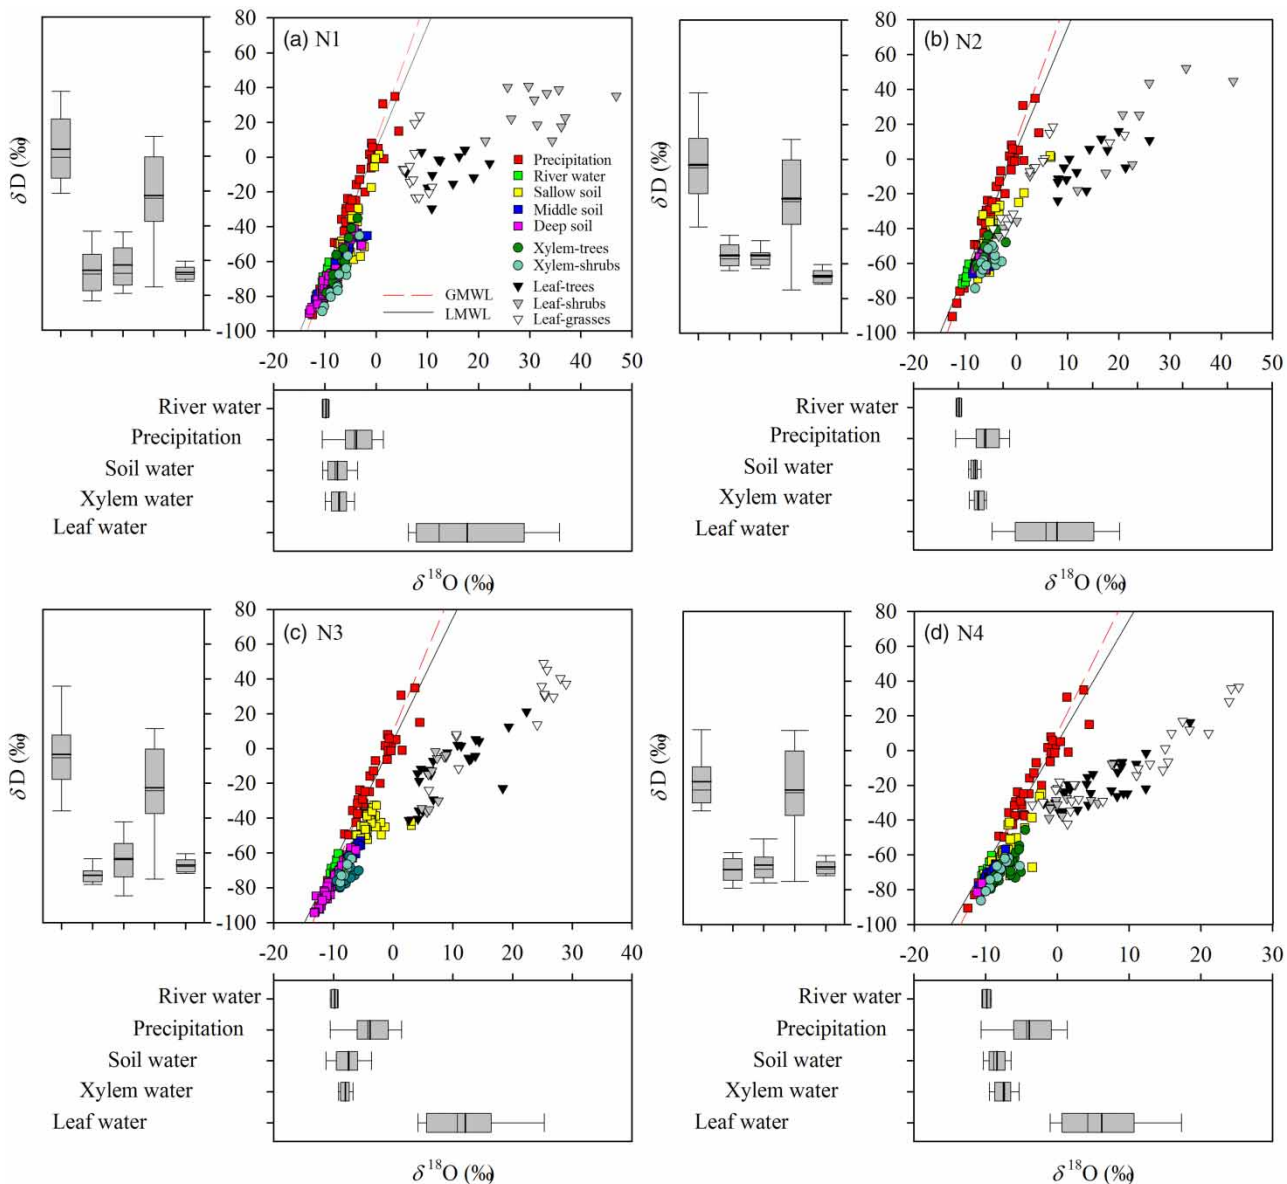 (a) N1
δD (‰)
80
60
40
20
0
-20
-40
-60
-80
-100
Precipitation
River water
Sallow soil
Middle soil
Deep soil
Xylem-trees
Xylem-shrubs
Leaf-trees
Leaf-shrubs
Leaf-grasses
GMWL
LMWL
-20 -10 0 10 20 30 40 50
River water
Precipitation
Soil water
Xylem water
Leaf water
δ18O (‰)
(b) N2
δD (‰)
80
60
40
20
0
-20
-40
-60
-80
-100
-20 -10 0 10 20 30 40 50
River water
Precipitation
Soil water
Xylem water
Leaf water
δ18O (‰)
(c) N3
δD (‰)
80
60
40
20
0
-20
-40
-60
-80
-100
-20 -10 0 10 20 30 40
River water
Precipitation
Soil water
Xylem water
Leaf water
δ18O (‰)
(d) N4
δD (‰)
80
60
40
20
0
-20
-40
-60
-80
-100
-20 -10 0 10 20 30
River water
Precipitation
Soil water
Xylem water
Leaf water
δ18O (‰)